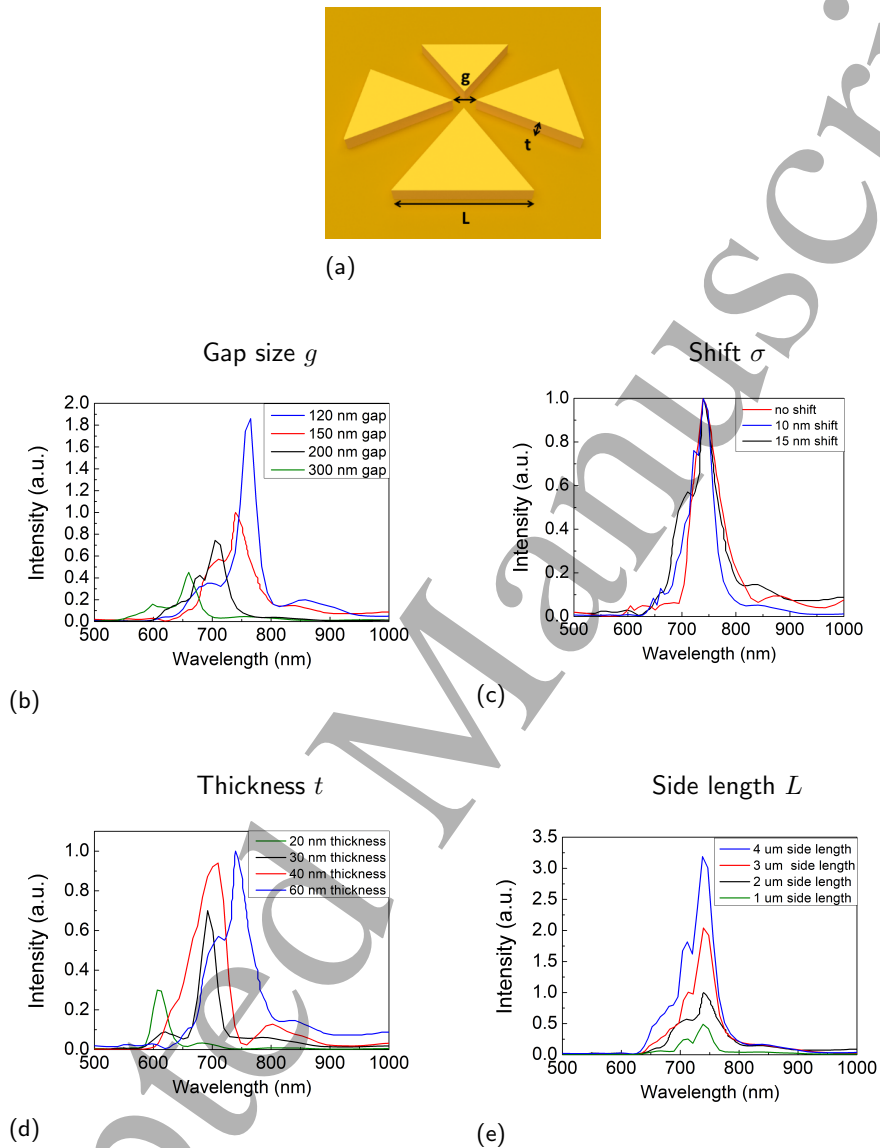 g
t
L
(a)
Gap size g
2.0
1.8
1.6
1.4
1.2
1.0
0.8
0.6
0.4
0.2
0.0
500 600 700 800 900 1000
Intensity (a.u.)
Wavelength (nm)
120 nm gap
150 nm gap
200 nm gap
300 nm gap
(b)
Shift σ
1.0
0.8
0.6
0.4
0.2
0.0
500 600 700 800 900 1000
Intensity (a.u.)
Wavelength (nm)
no shift
10 nm shift
15 nm shift
(c)
Thickness t
1.0
0.8
0.6
0.4
0.2
0.0
500 600 700 800 900 1000
Intensity (a.u.)
Wavelength (nm)
20 nm thickness
30 nm thickness
40 nm thickness
60 nm thickness
(d)
Side length L
3.5
3.0
2.5
2.0
1.5
1.0
0.5
0.0
500 600 700 800 900 1000
Intensity (a.u.)
Wavelength (nm)
4 um side length
3 um side length
2 um side length
1 um side length
(e)
oted Manuscri